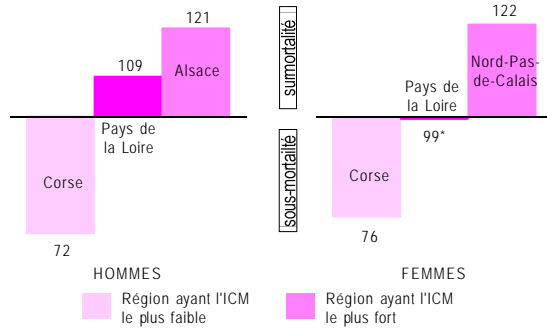 121
109
Alsace
Pays de
la Loire
Corse
72
HOMMES
surmortalité
sous-mortalité
122
Nord-Pas-
de-Calais
Pays de
la Loire
99*
Corse
76
FEMMES
Région ayant l'ICM
le plus faible
Région ayant l'ICM
le plus fort